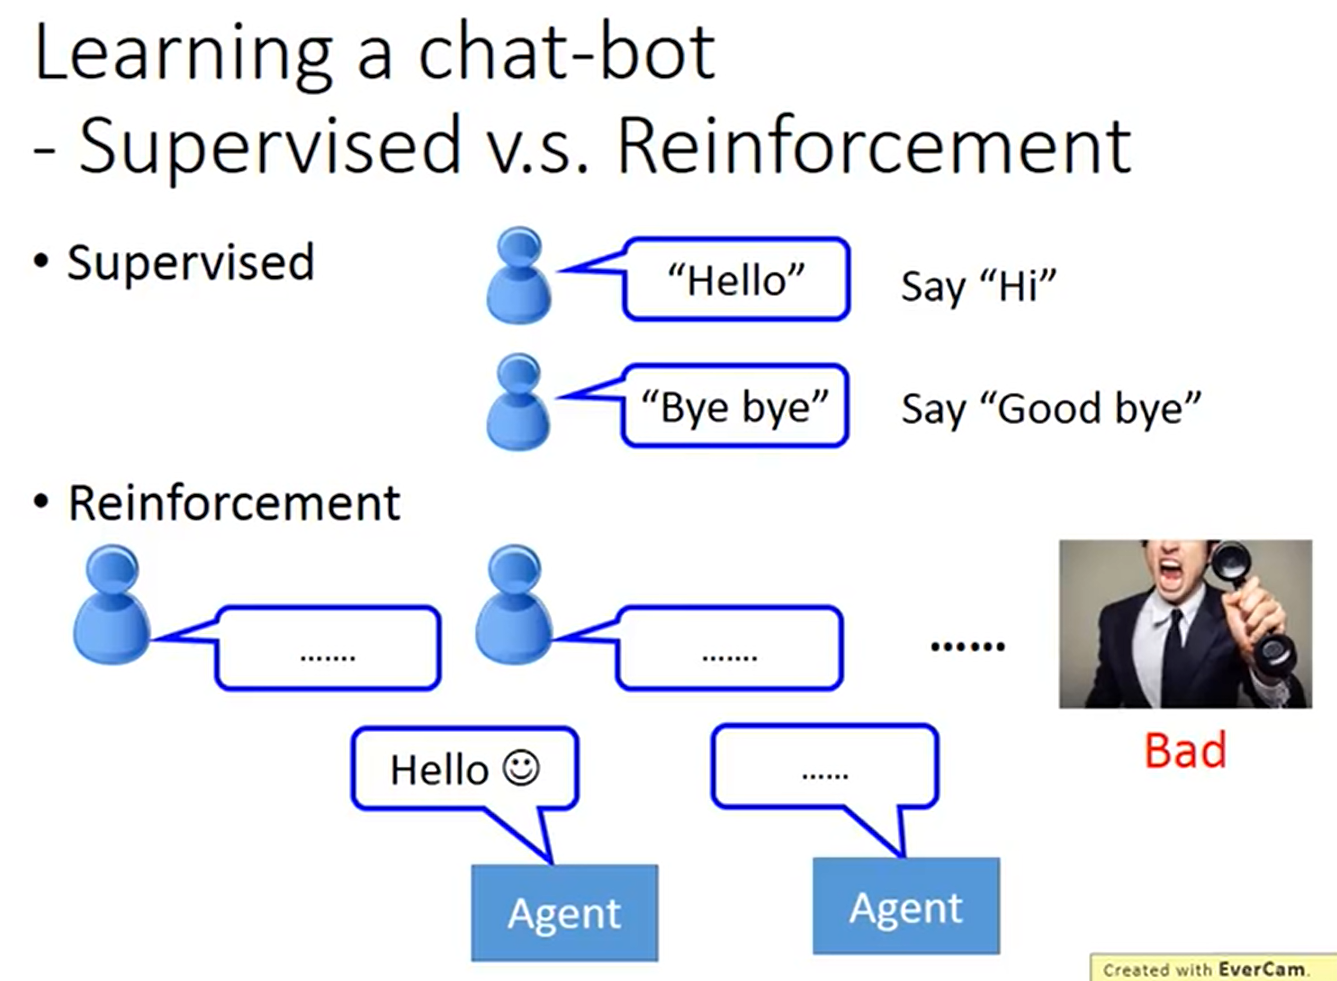 Learning a chat-bot
- Supervised v.s. Reinforcement
• Supervised
“Hello”
Say “Hi”
“Bye bye”
Say “Good bye”
• Reinforcement
.......
.......
......
Bad
Hello ☺
......
Agent
Agent
Created with EverCam.